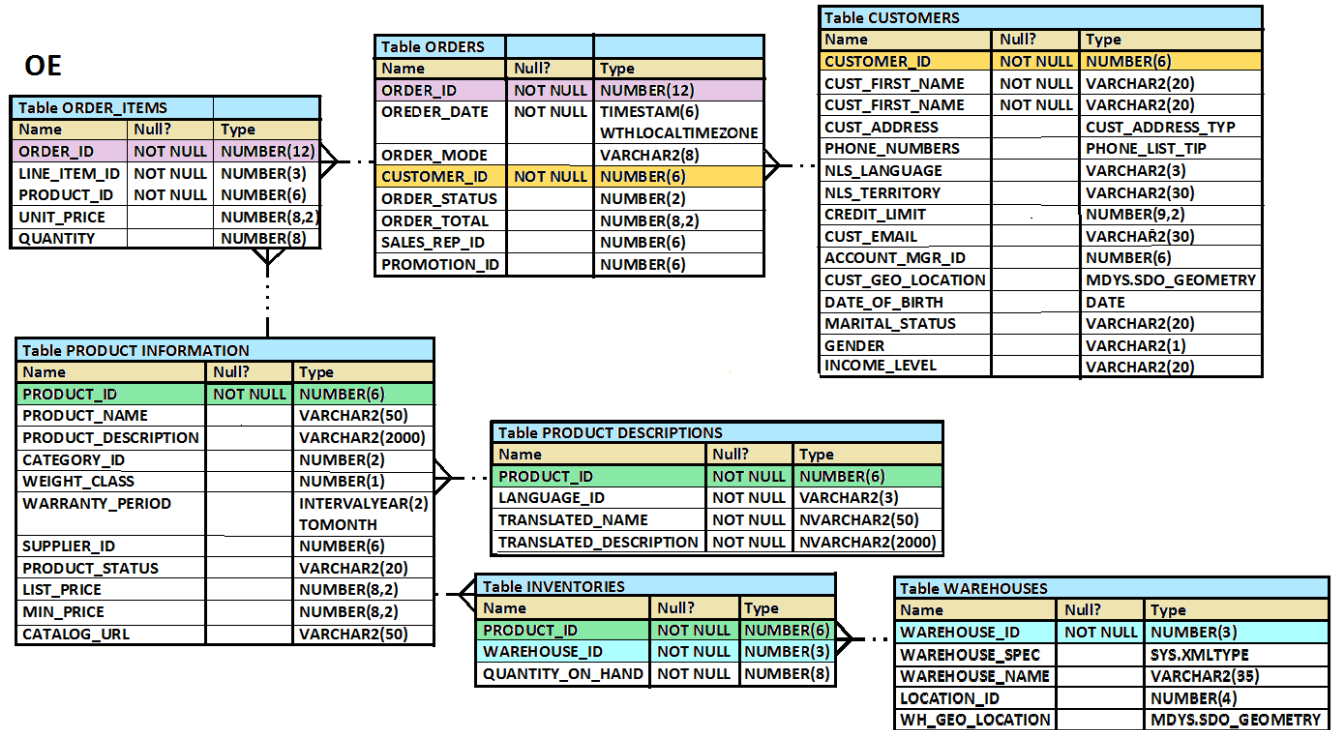 OE
Table ORDER_ITEMS
Name Null? Type
ORDER_ID NOT NULL NUMBER(12)
LINE_ITEM_ID NOT NULL NUMBER(3)
PRODUCT_ID NOT NULL NUMBER(6)
UNIT_PRICE NUMBER(8,2)
QUANTITY NUMBER(8)
Table ORDERS
Name Null? Type
ORDER_ID NOT NULL NUMBER(12)
OREDER_DATE NOT NULL TIMESTAM(6)
WTHLOCALTIMEZONE
ORDER_MODE VARCHAR2(8)
CUSTOMER_ID NOT NULL NUMBER(6)
ORDER_STATUS NUMBER(2)
ORDER_TOTAL NUMBER(8,2)
SALES_REP_ID NUMBER(6)
PROMOTION_ID NUMBER(6)
Table CUSTOMERS
Name Null? Type
CUSTOMER_ID NOT NULL NUMBER(6)
CUST_FIRST_NAME NOT NULL VARCHAR2(20)
CUST_FIRST_NAME NOT NULL VARCHAR2(20)
CUST_ADDRESS CUST_ADDRESS_TYP
PHONE_NUMBERS PHONE_LIST_TIP
NLS_LANGUAGE VARCHAR2(3)
NLS_TERRITORY VARCHAR2(30)
CREDIT_LIMIT NUMBER(9,2)
CUST_EMAIL VARCHAR2(30)
ACCOUNT_MGR_ID NUMBER(6)
CUST_GEO_LOCATION MDYS.SDO_GEOMETRY
DATE_OF_BIRTH DATE
MARITAL_STATUS VARCHAR2(20)
GENDER VARCHAR2(1)
INCOME_LEVEL VARCHAR2(20)
Table PRODUCT INFORMATION
Name Null? Type
PRODUCT_ID NOT NULL NUMBER(6)
PRODUCT_NAME VARCHAR2(50)
PRODUCT_DESCRIPTION VARCHAR2(2000)
CATEGORY_ID NUMBER(2)
WEIGHT_CLASS NUMBER(1)
WARRANTY_PERIOD INTERVALYEAR(2)
TOMONTH
SUPPLIER_ID NUMBER(6)
PRODUCT_STATUS VARCHAR2(20)
LIST_PRICE NUMBER(8,2)
MIN_PRICE NUMBER(8,2)
CATALOG_URL VARCHAR2(50)
Table PRODUCT DESCRIPTIONS
Name Null? Type
PRODUCT_ID NOT NULL NUMBER(6)
LANGUAGE_ID NOT NULL VARCHAR2(3)
TRANSLATED_NAME NOT NULL NVARCHAR2(50)
TRANSLATED_DESCRIPTION NOT NULL NVARCHAR2(2000)
Table INVENTORIES
Name Null? Type
PRODUCT_ID NOT NULL NUMBER(6)
WAREHOUSE_ID NOT NULL NUMBER(3)
QUANTITY_ON_HAND NOT NULL NUMBER(8)
Table WAREHOUSES
Name Null? Type
WAREHOUSE_ID NOT NULL NUMBER(3)
WAREHOUSE_SPEC SYS.XMLTYPE
WAREHOUSE_NAME VARCHAR2(35)
LOCATION_ID NUMBER(4)
WH_GEO_LOCATION MDYS.SDO_GEOMETRY